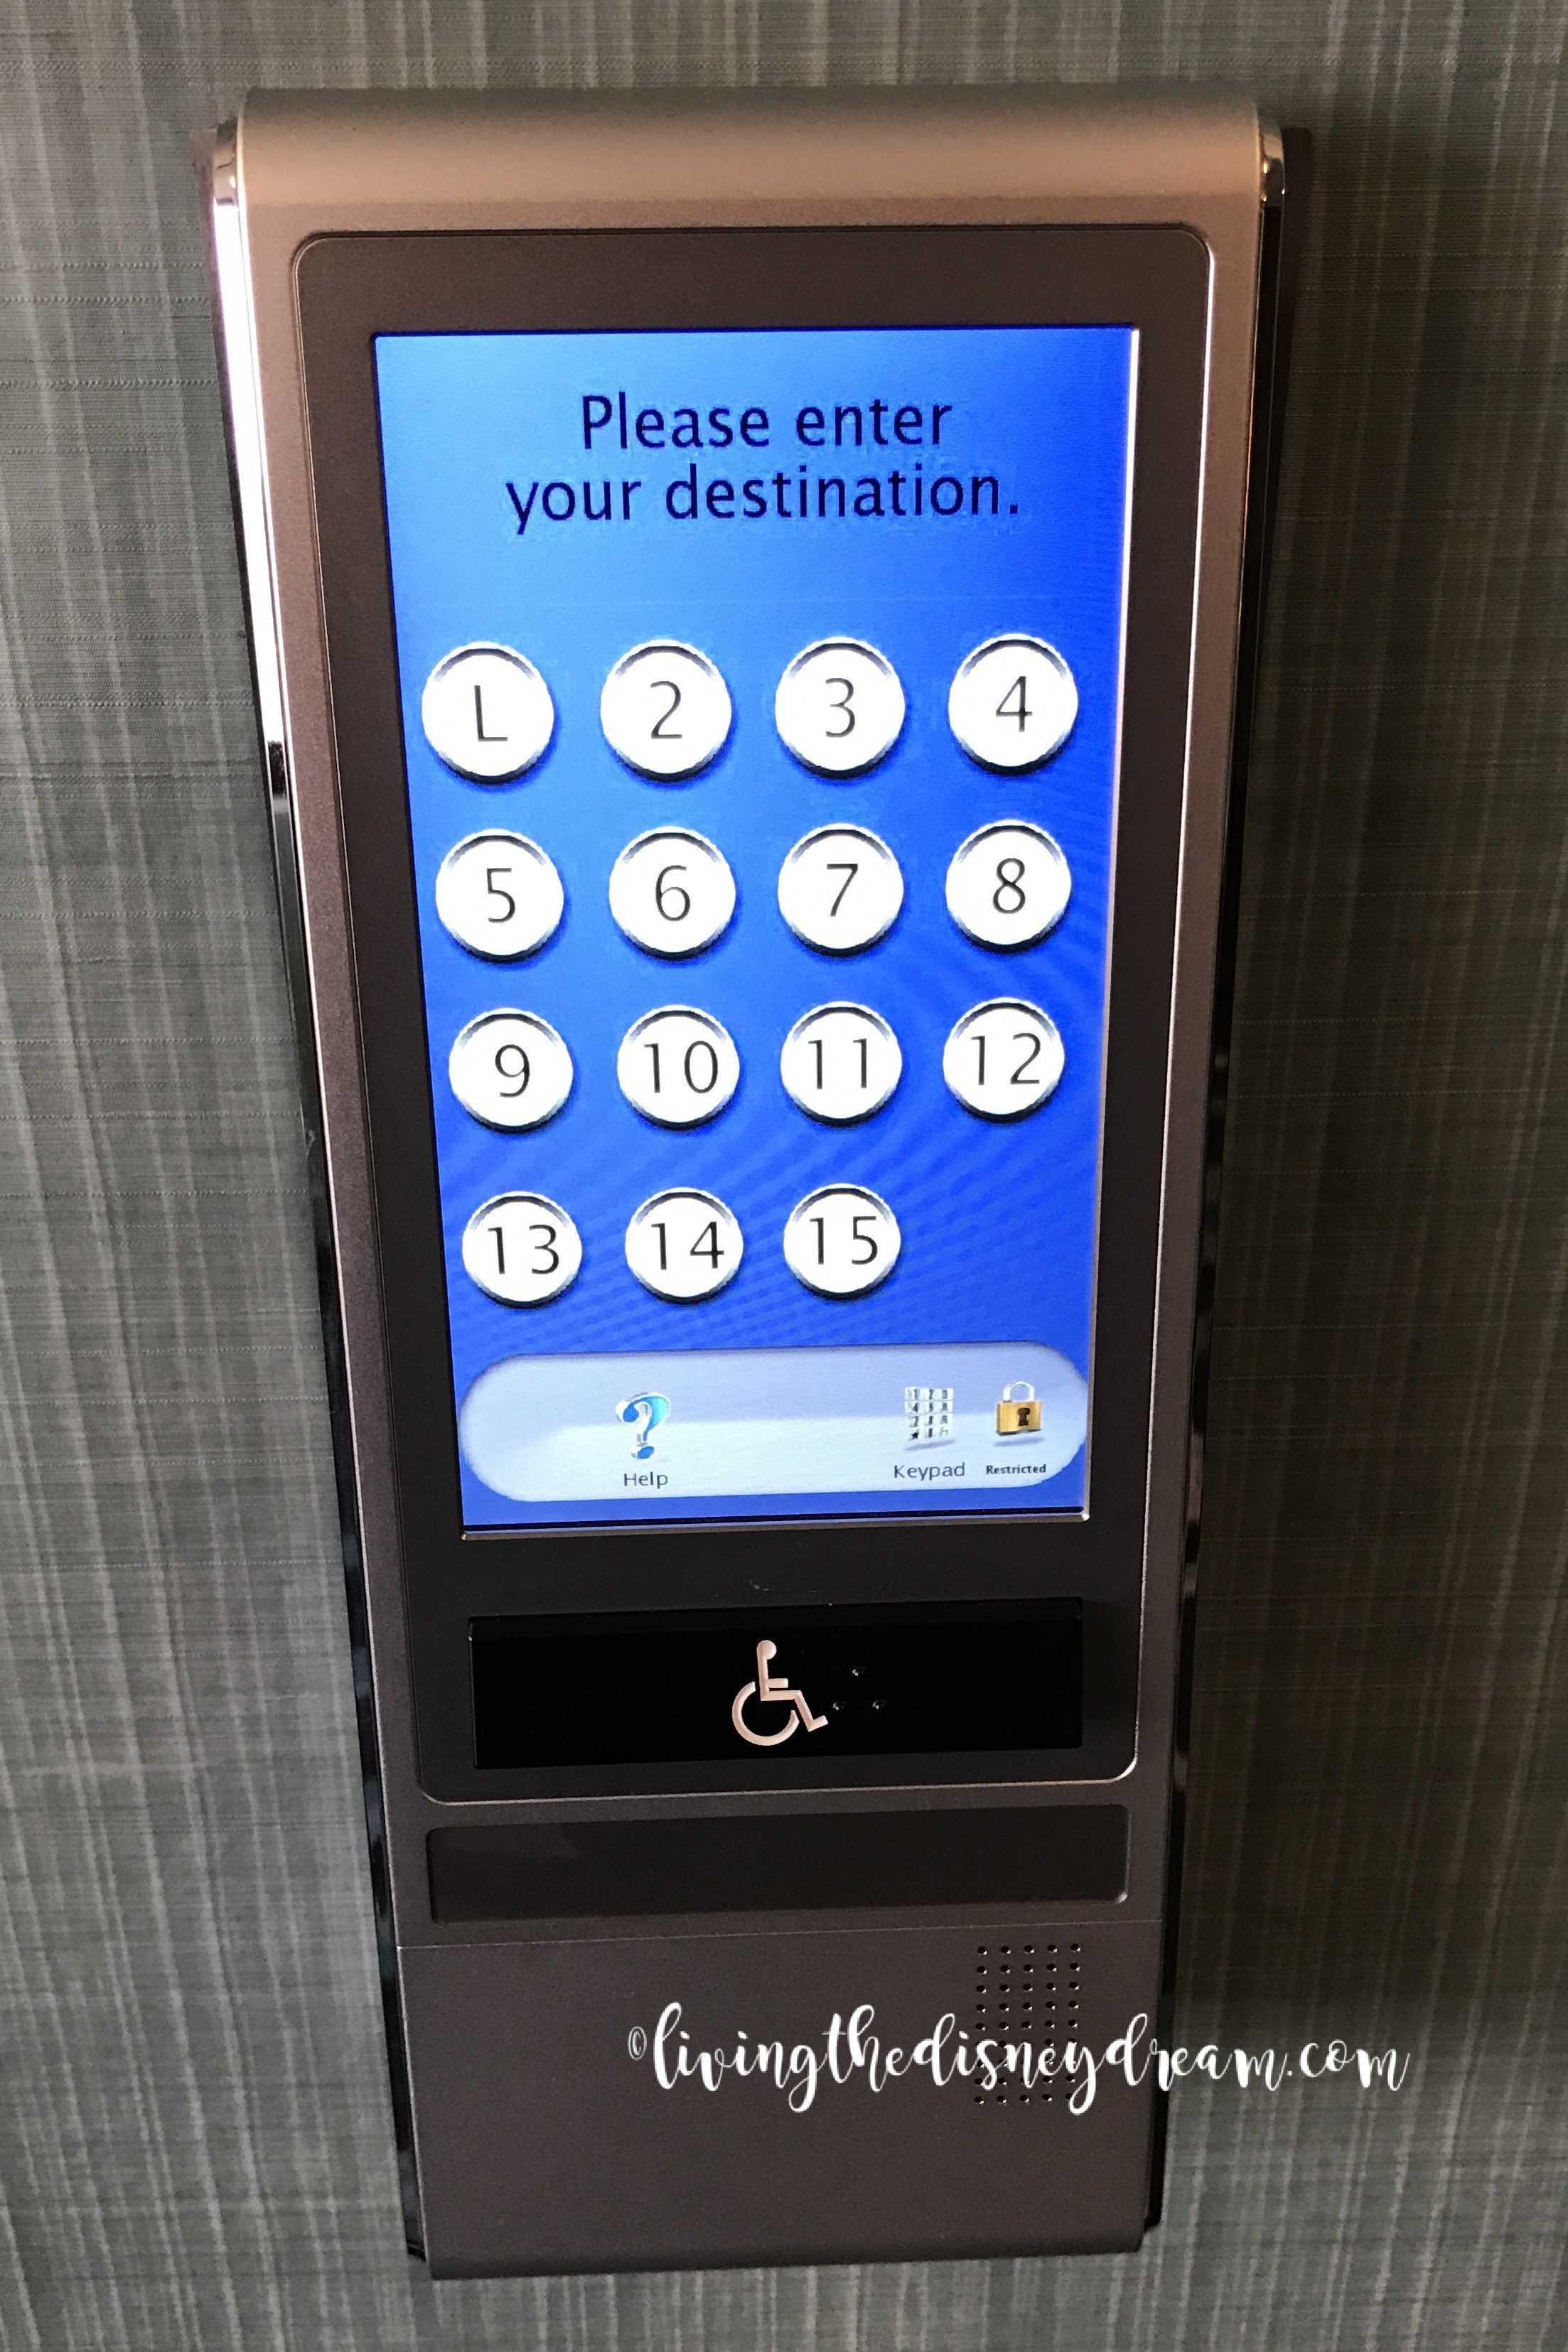 Please enter
your destination.
L 2 3 4
5 6 7 8
9 10 11 12
13 14 15
? Help
Keypad
Restricted
©livingthedisneydream.com